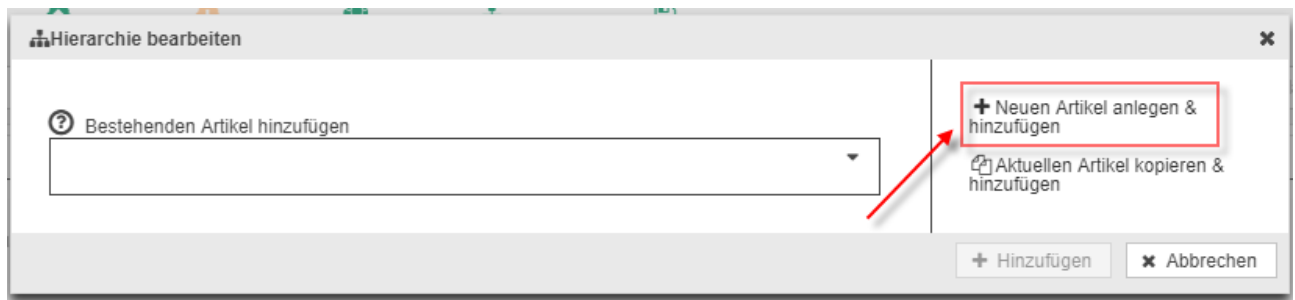 Hierarchie bearbeiten
Bestehenden Artikel hinzufügen
Neuen Artikel anlegen &
hinzufügen
Aktuellen Artikel kopieren &
hinzufügen
Hinzufügen
Abbrechen